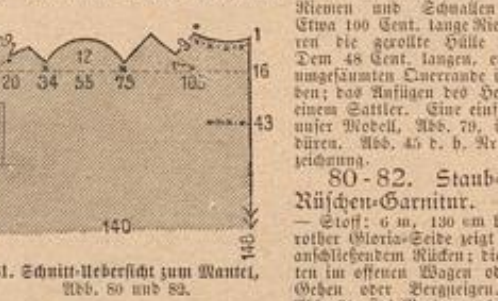 1
12
16
20 34 55 75 105
43
140
148
81. Schnitt-Uebersicht zum Mantel,
Abb. 80 und 82.
Riemen und Schnallen
Etwa 100 Cent. lange Rie
ren die gerollte Hülle
Dem 48 Cent. langen, e
umgesäumten Querrande
ben; das Anfügen des He
einem Sattler. Eine einf
unser Modell, Abb. 79,
düren. Abb. 45 d. b. Nr
zeichnung.
80-82. Staub-
Rüschen-Garnitur.
— Stoff: 6 m, 130 cm b
rother Gloria-Seide zeigt
anschließendem Rücken; die
ten im offenen Wagen od
Gehen oder Bergsteigen